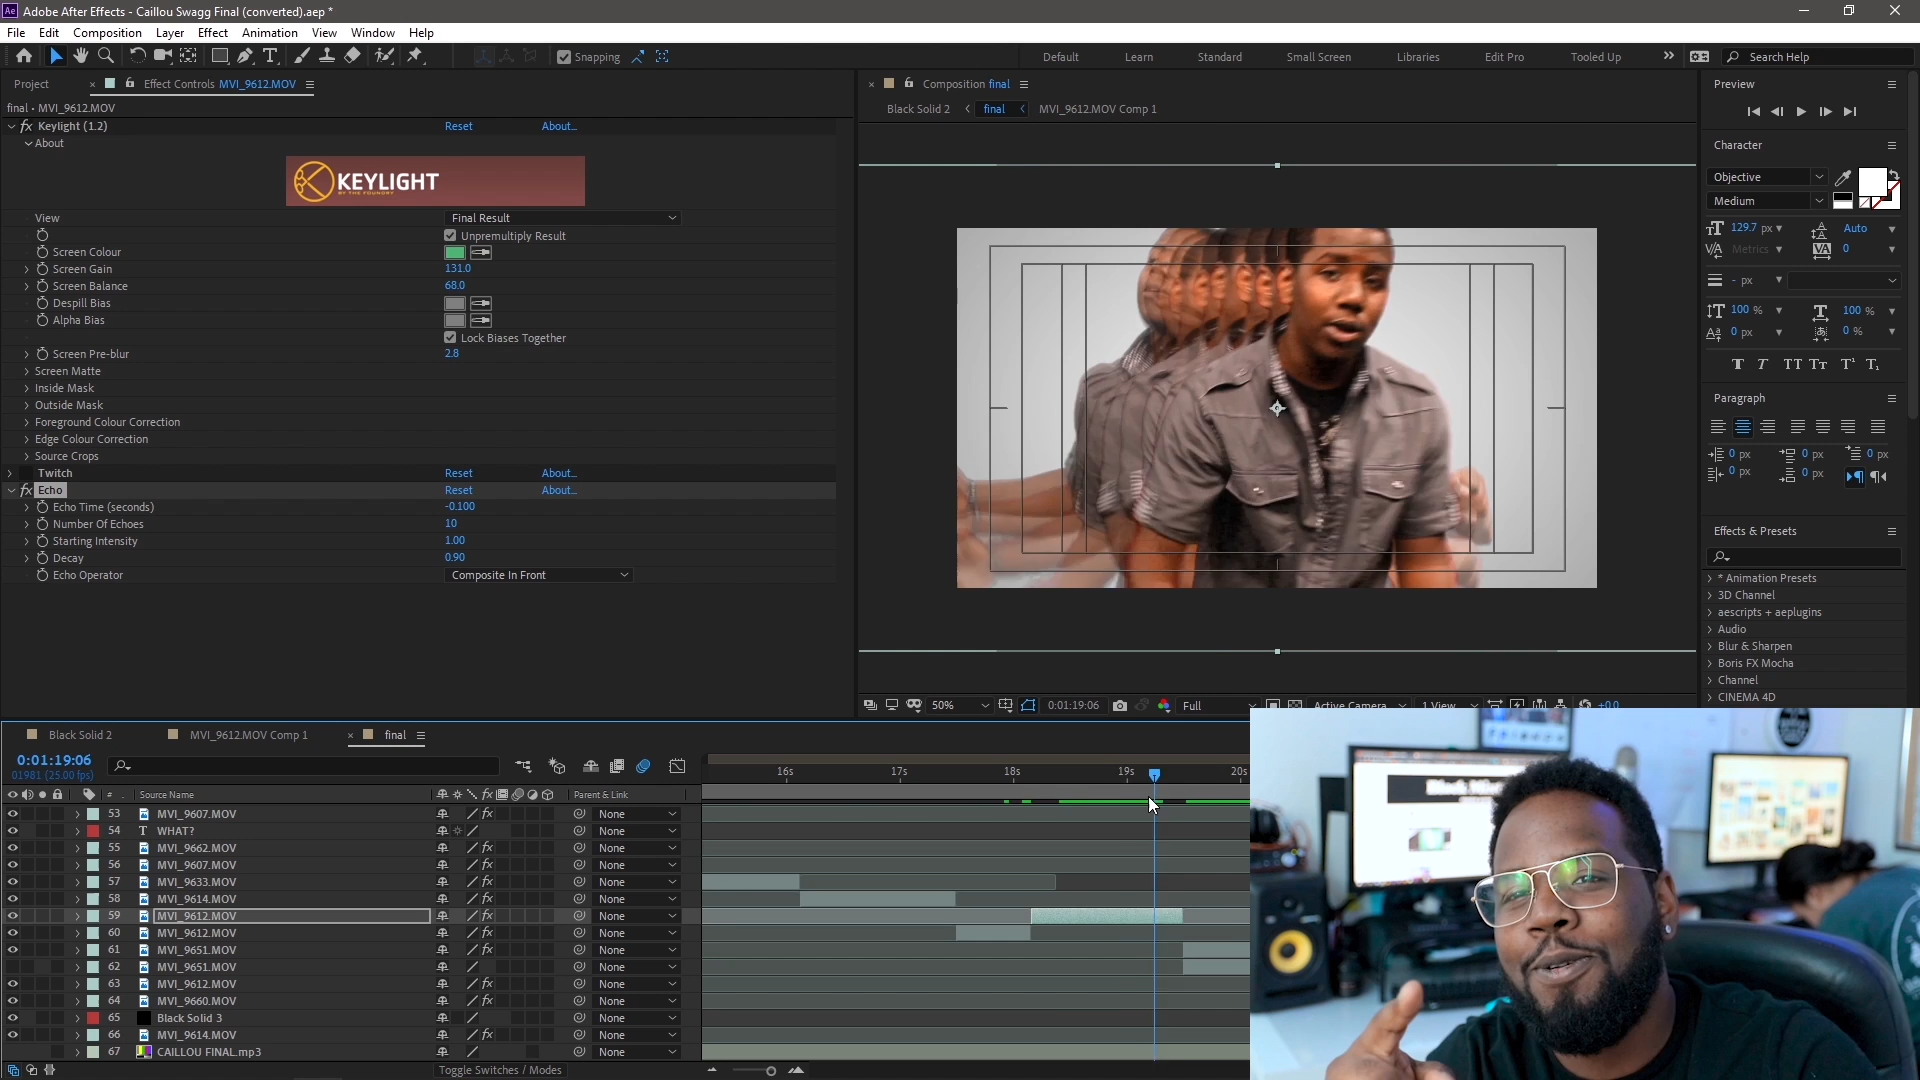 Ae Adobe After Effects - Caillou Swagg Final (converted).aep *
File Edit Composition Layer Effect Animation View Window Help
Snapping Default Learn Standard Small Screen Libraries Edit Pro Tooled Up Search Help
Project Effect Controls MVI_9612.MOV
final • MVI_9612.MOV
Keylight (1.2) Reset About...
About
KEYLIGHT
BY THE FOUNDRY
View Final Result
Unpremultiply Result
Screen Colour
Screen Gain 131.0
Screen Balance 68.0
Despill Bias
Alpha Bias
Lock Biases Together
Screen Pre-blur 2.8
Screen Matte
Inside Mask
Outside Mask
Foreground Colour Correction
Edge Colour Correction
Source Crops
Twitch Reset About...
fx Echo Reset About...
Echo Time (seconds) -0.100
Number Of Echoes 10
Starting Intensity 1.00
Decay 0.90
Echo Operator Composite In Front
Composition final
Black Solid 2 final MVI_9612.MOV Comp 1
50% 0:01:19:06 Full Active Camera 1 View +0.0
Preview
Character
Objective
Medium
129.7 px Auto
Metrics 0
- px
100 % 100 %
0 px 0 %
Paragraph
0 px 0 px 0 px
0 px 0 px
Effects & Presets
* Animation Presets
3D Channel
aescripts + aeplugins
Audio
Blur & Sharpen
Boris FX Mocha
Channel
CINEMA 4D
Black Solid 2 MVI_9612.MOV Comp 1 final
0:01:19:06
01981 (25.00 fps)
16s 17s 18s 19s 20s
# Source Name Parent & Link
53 MVI_9607.MOV None
54 T WHAT? None
55 MVI_9662.MOV None
56 MVI_9607.MOV None
57 MVI_9633.MOV None
58 MVI_9614.MOV None
59 MVI_9612.MOV None
60 MVI_9612.MOV None
61 MVI_9651.MOV None
62 MVI_9651.MOV None
63 MVI_9612.MOV None
64 MVI_9660.MOV None
65 Black Solid 3 None
66 MVI_9614.MOV None
67 CAILLOU FINAL.mp3 None
Toggle Switches / Modes